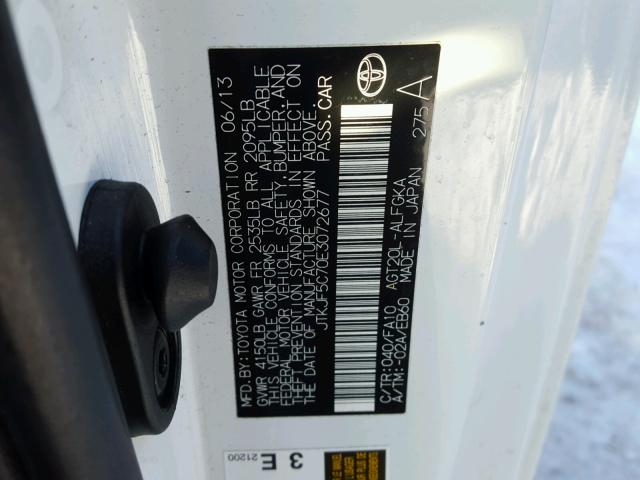 MFD.BY:TOYOTA MOTOR CORPORATION 06/13
GVWR 4150LB GAWR FR 2535LB RR 2095LB
THIS VEHICLE CONFORMS TO ALL APPLICABLE
FEDERAL MOTOR VEHICLE SAFETY, BUMPER, AND
THEFT PREVENTION STANDARDS IN EFFECT ON
THE DATE OF MANUFACTURE SHOWN ABOVE.
JTKJF5C70E3072677 PASS.CAR
C/TR:040/FA10 AGT20L-ALFGKA
A/TM:-02A/EB60 MADE IN JAPAN 275 A
3 E
21200